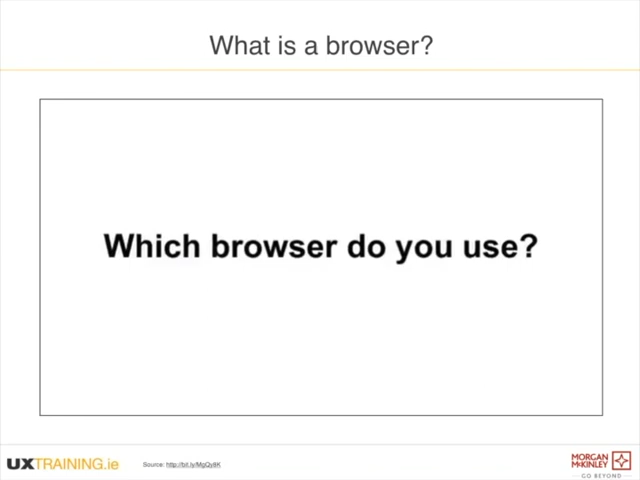 What is a browser?
Which browser do you use?
UXTRAINING.ie
Source: http://bit.ly/MgQy8K
MORGAN
McKINLEY
GO BEYOND